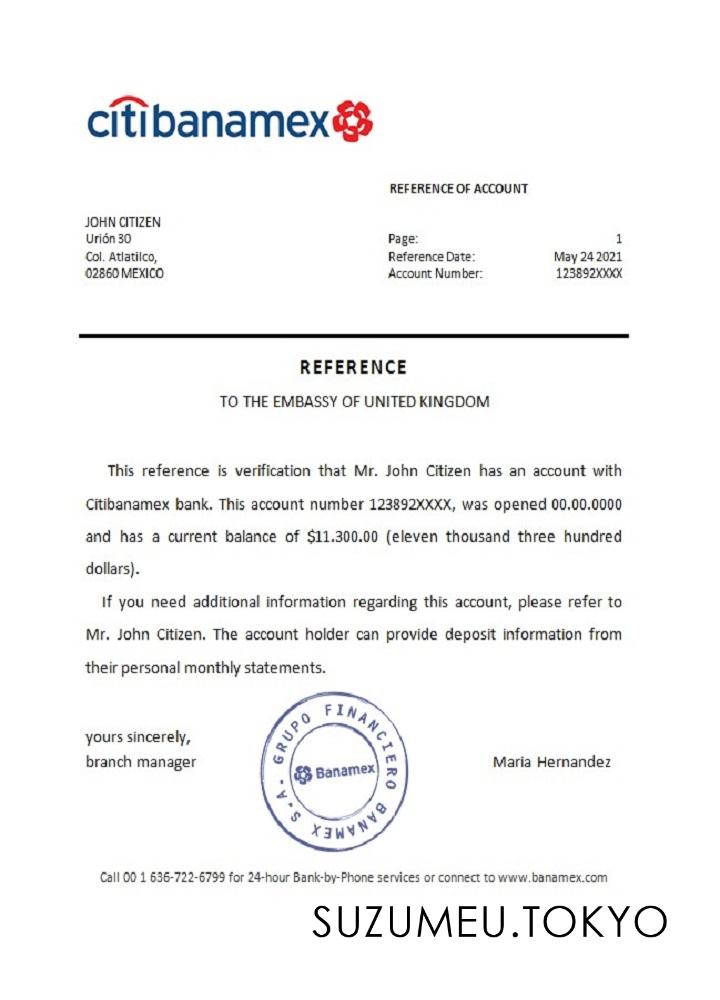 citibanamex
REFERENCE OF ACCOUNT
JOHN CITIZEN
Urión 30
Col. Atlatilco,
02860 MEXICO
Page: 1
Reference Date: May 24 2021
Account Number: 123892XXXX
REFERENCE
TO THE EMBASSY OF UNITED KINGDOM
This reference is verification that Mr. John Citizen has an account with
Citibanamex bank. This account number 123892XXXX, was opened 00.00.0000
and has a current balance of $11.300.00 (eleven thousand three hundred
dollars).
If you need additional information regarding this account, please refer to
Mr. John Citizen. The account holder can provide deposit information from
their personal monthly statements.
yours sincerely,
branch manager
GRUPO FINANCIERO BANAMEX S.A.
Banamex
Maria Hernandez
Call 00 1 636-722-6799 for 24-hour Bank-by-Phone services or connect to www.banamex.com
SUZUMEU.TOKYO